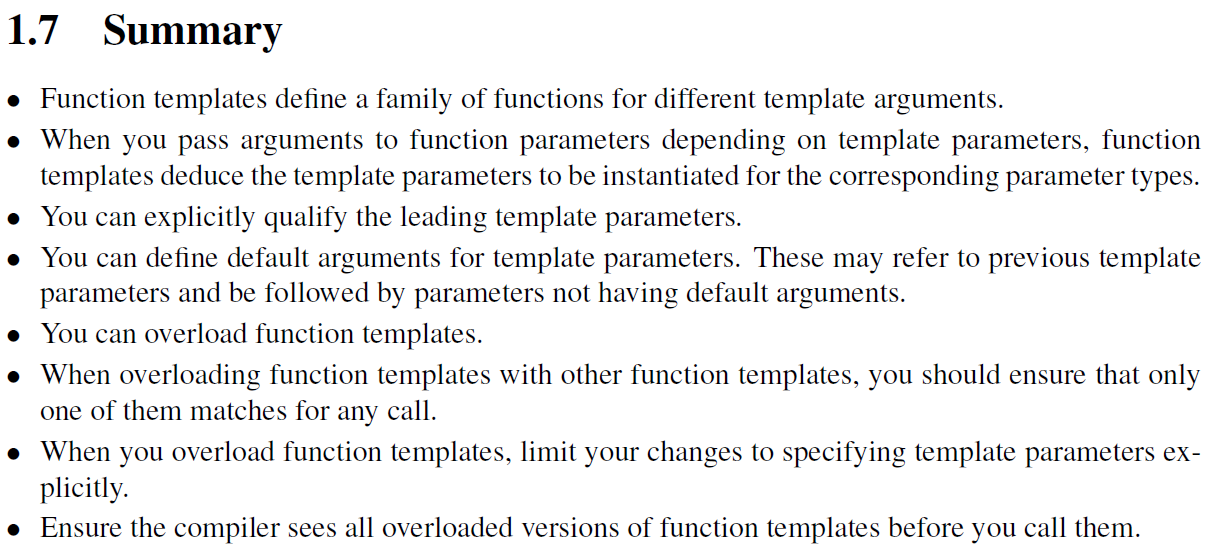 1.7 Summary
• Function templates define a family of functions for different template arguments.
• When you pass arguments to function parameters depending on template parameters, function
templates deduce the template parameters to be instantiated for the corresponding parameter types.
• You can explicitly qualify the leading template parameters.
• You can define default arguments for template parameters. These may refer to previous template
parameters and be followed by parameters not having default arguments.
• You can overload function templates.
• When overloading function templates with other function templates, you should ensure that only
one of them matches for any call.
• When you overload function templates, limit your changes to specifying template parameters ex-
plicitly.
• Ensure the compiler sees all overloaded versions of function templates before you call them.